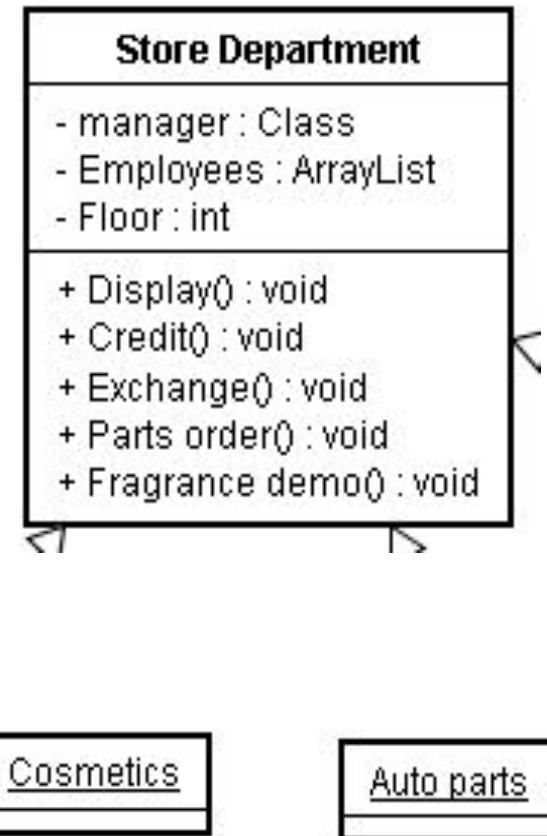 Store Department
- manager : Class
- Employees : ArrayList
- Floor : int
+ Display() : void
+ Credit() : void
+ Exchange() : void
+ Parts order() : void
+ Fragrance demo() : void
Cosmetics
Auto parts